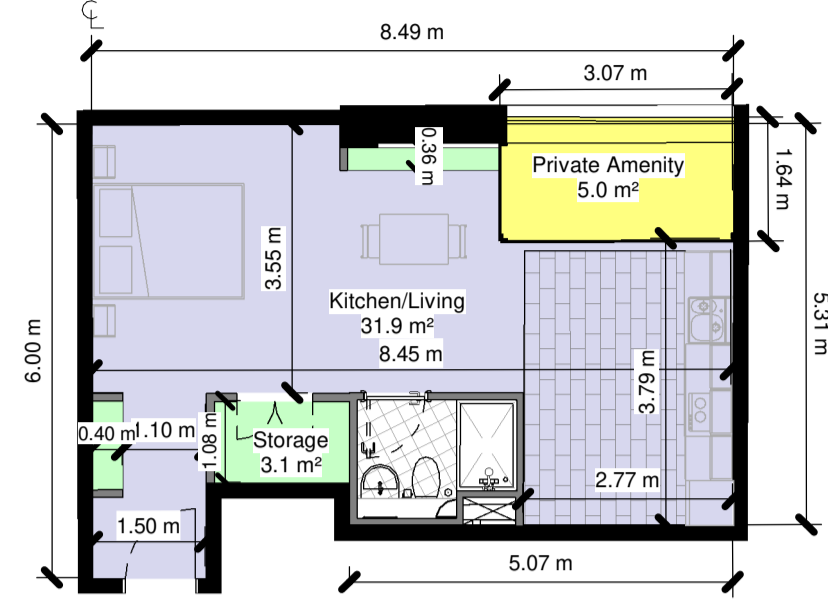 ℄
8.49 m
3.07 m
0.36 m
Private Amenity
5.0 m²
1.64 m
3.55 m
Kitchen/Living
31.9 m²
8.45 m
6.00 m
5.31 m
3.79 m
0.40 m
1.10 m
1.08 m
Storage
3.1 m²
2.77 m
1.50 m
5.07 m